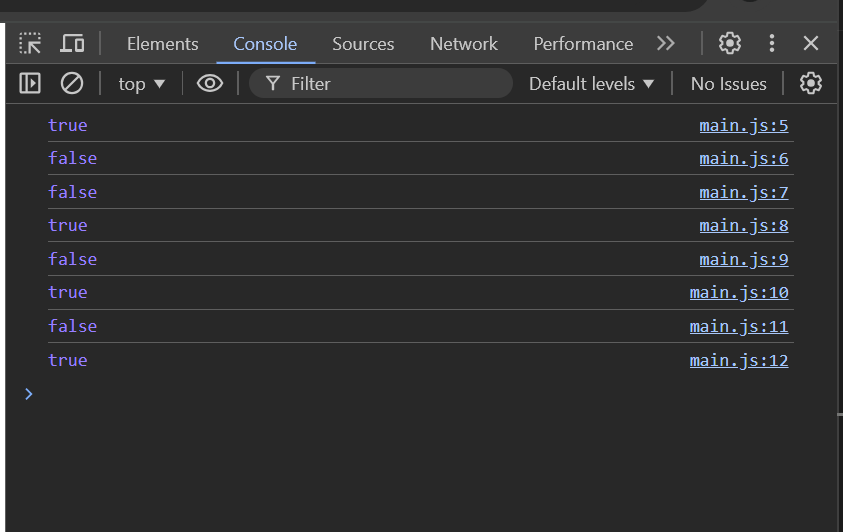 Elements Console Sources Network Performance
top Filter Default levels No Issues
true main.js:5
false main.js:6
false main.js:7
true main.js:8
false main.js:9
true main.js:10
false main.js:11
true main.js:12